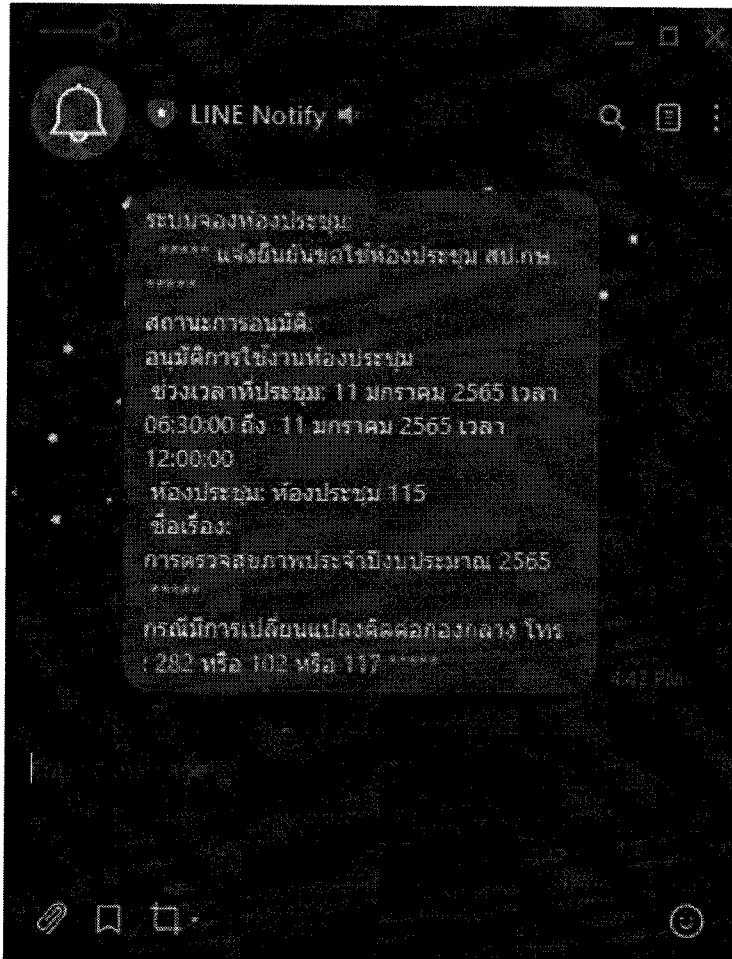 LINE Notify
ระบบจองห้องประชุม:
***** แจ้งยืนยันขอใช้ห้องประชุม สป.กษ.
*****
สถานะการอนุมัติ:
อนุมัติการใช้งานห้องประชุม
ช่วงเวลาที่ประชุม: 11 มกราคม 2565 เวลา
06:30:00 ถึง 11 มกราคม 2565 เวลา
12:00:00
ห้องประชุม: ห้องประชุม 115
ชื่อเรื่อง:
การตรวจสุขภาพประจำปีงบประมาณ 2565
*****
กรณีมีการเปลี่ยนแปลงติดต่อกองกลาง โทร
: 282 หรือ 102 หรือ 117 *****
4:43 PM